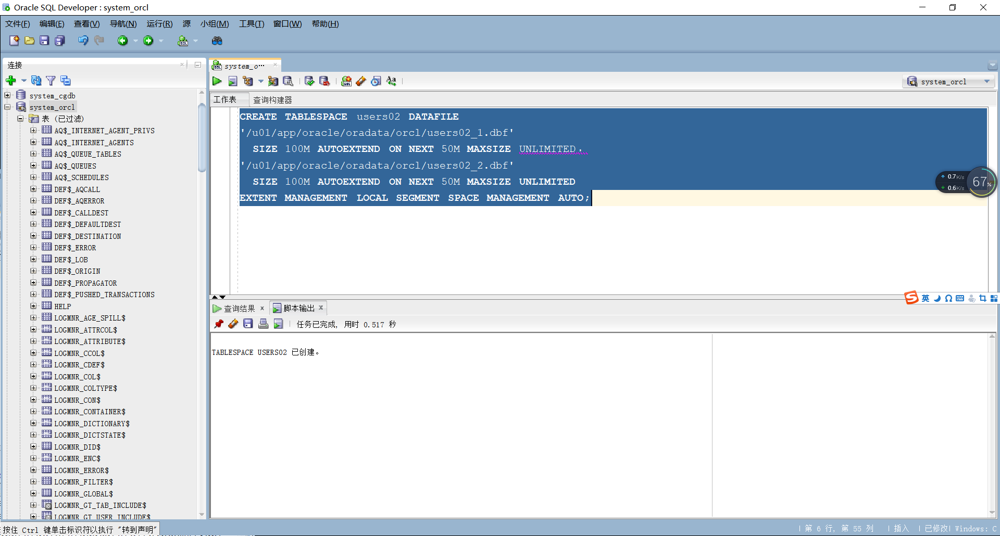 Oracle SQL Developer : system_orcl
文件(F) 编辑(E) 查看(V) 导航(N) 运行(R) 源 小组(M) 工具(T) 窗口(W) 帮助(H)
连接
system_cgdb
system_orcl
表 (已过滤)
AQ$_INTERNET_AGENT_PRIVS
AQ$_INTERNET_AGENTS
AQ$_QUEUE_TABLES
AQ$_QUEUES
AQ$_SCHEDULES
DEF$_AQCALL
DEF$_AQERROR
DEF$_CALLDEST
DEF$_DEFAULTDEST
DEF$_DESTINATION
DEF$_ERROR
DEF$_LOB
DEF$_ORIGIN
DEF$_PROPAGATOR
DEF$_PUSHED_TRANSACTIONS
HELP
LOGMNR_AGE_SPILL$
LOGMNR_ATTRCOL$
LOGMNR_ATTRIBUTE$
LOGMNR_CCOL$
LOGMNR_CDEF$
LOGMNR_COL$
LOGMNR_COLTYPE$
LOGMNR_CON$
LOGMNR_CONTAINER$
LOGMNR_DICTIONARY$
LOGMNR_DICTSTATE$
LOGMNR_DID$
LOGMNR_ENC$
LOGMNR_ERROR$
LOGMNR_FILTER$
LOGMNR_GLOBAL$
LOGMNR_GT_TAB_INCLUDE$
LOGMNR_GT_USER_INCLUDE$
system_o…
system_orcl
工作表 查询构建器
CREATE TABLESPACE users02 DATAFILE
'/u01/app/oracle/oradata/orcl/users02_1.dbf'
SIZE 100M AUTOEXTEND ON NEXT 50M MAXSIZE UNLIMITED，
'/u01/app/oracle/oradata/orcl/users02_2.dbf'
SIZE 100M AUTOEXTEND ON NEXT 50M MAXSIZE UNLIMITED
EXTENT MANAGEMENT LOCAL SEGMENT SPACE MANAGEMENT AUTO;
0.7K/s
0.6K/s
67%
英
查询结果 脚本输出
任务已完成, 用时 0.517 秒
TABLESPACE USERS02 已创建。
按住 Ctrl 键单击标识符以执行 "转到声明"
第 6 行, 第 55 列 | 插入 | 已修改| Windows: C